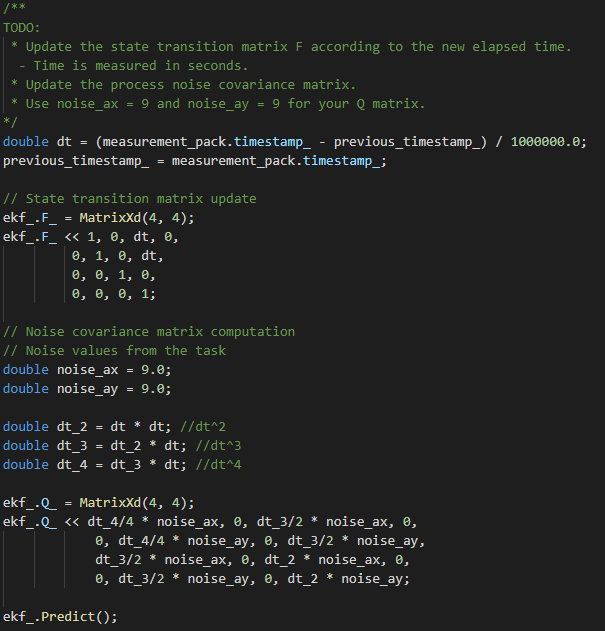 /**
TODO:
 * Update the state transition matrix F according to the new elapsed time.
  - Time is measured in seconds.
 * Update the process noise covariance matrix.
 * Use noise_ax = 9 and noise_ay = 9 for your Q matrix.
*/
double dt = (measurement_pack.timestamp_ - previous_timestamp_) / 1000000.0;
previous_timestamp_ = measurement_pack.timestamp_;
// State transition matrix update
ekf_.F_ = MatrixXd(4, 4);
ekf_.F_ << 1, 0, dt, 0,
         0, 1, 0, dt,
         0, 0, 1, 0,
         0, 0, 0, 1;
// Noise covariance matrix computation
// Noise values from the task
double noise_ax = 9.0;
double noise_ay = 9.0;
double dt_2 = dt * dt; //dt^2
double dt_3 = dt_2 * dt; //dt^3
double dt_4 = dt_3 * dt; //dt^4
ekf_.Q_ = MatrixXd(4, 4);
ekf_.Q_ << dt_4/4 * noise_ax, 0, dt_3/2 * noise_ax, 0,
            0, dt_4/4 * noise_ay, 0, dt_3/2 * noise_ay,
            dt_3/2 * noise_ax, 0, dt_2 * noise_ax, 0,
            0, dt_3/2 * noise_ay, 0, dt_2 * noise_ay;
ekf_.Predict();